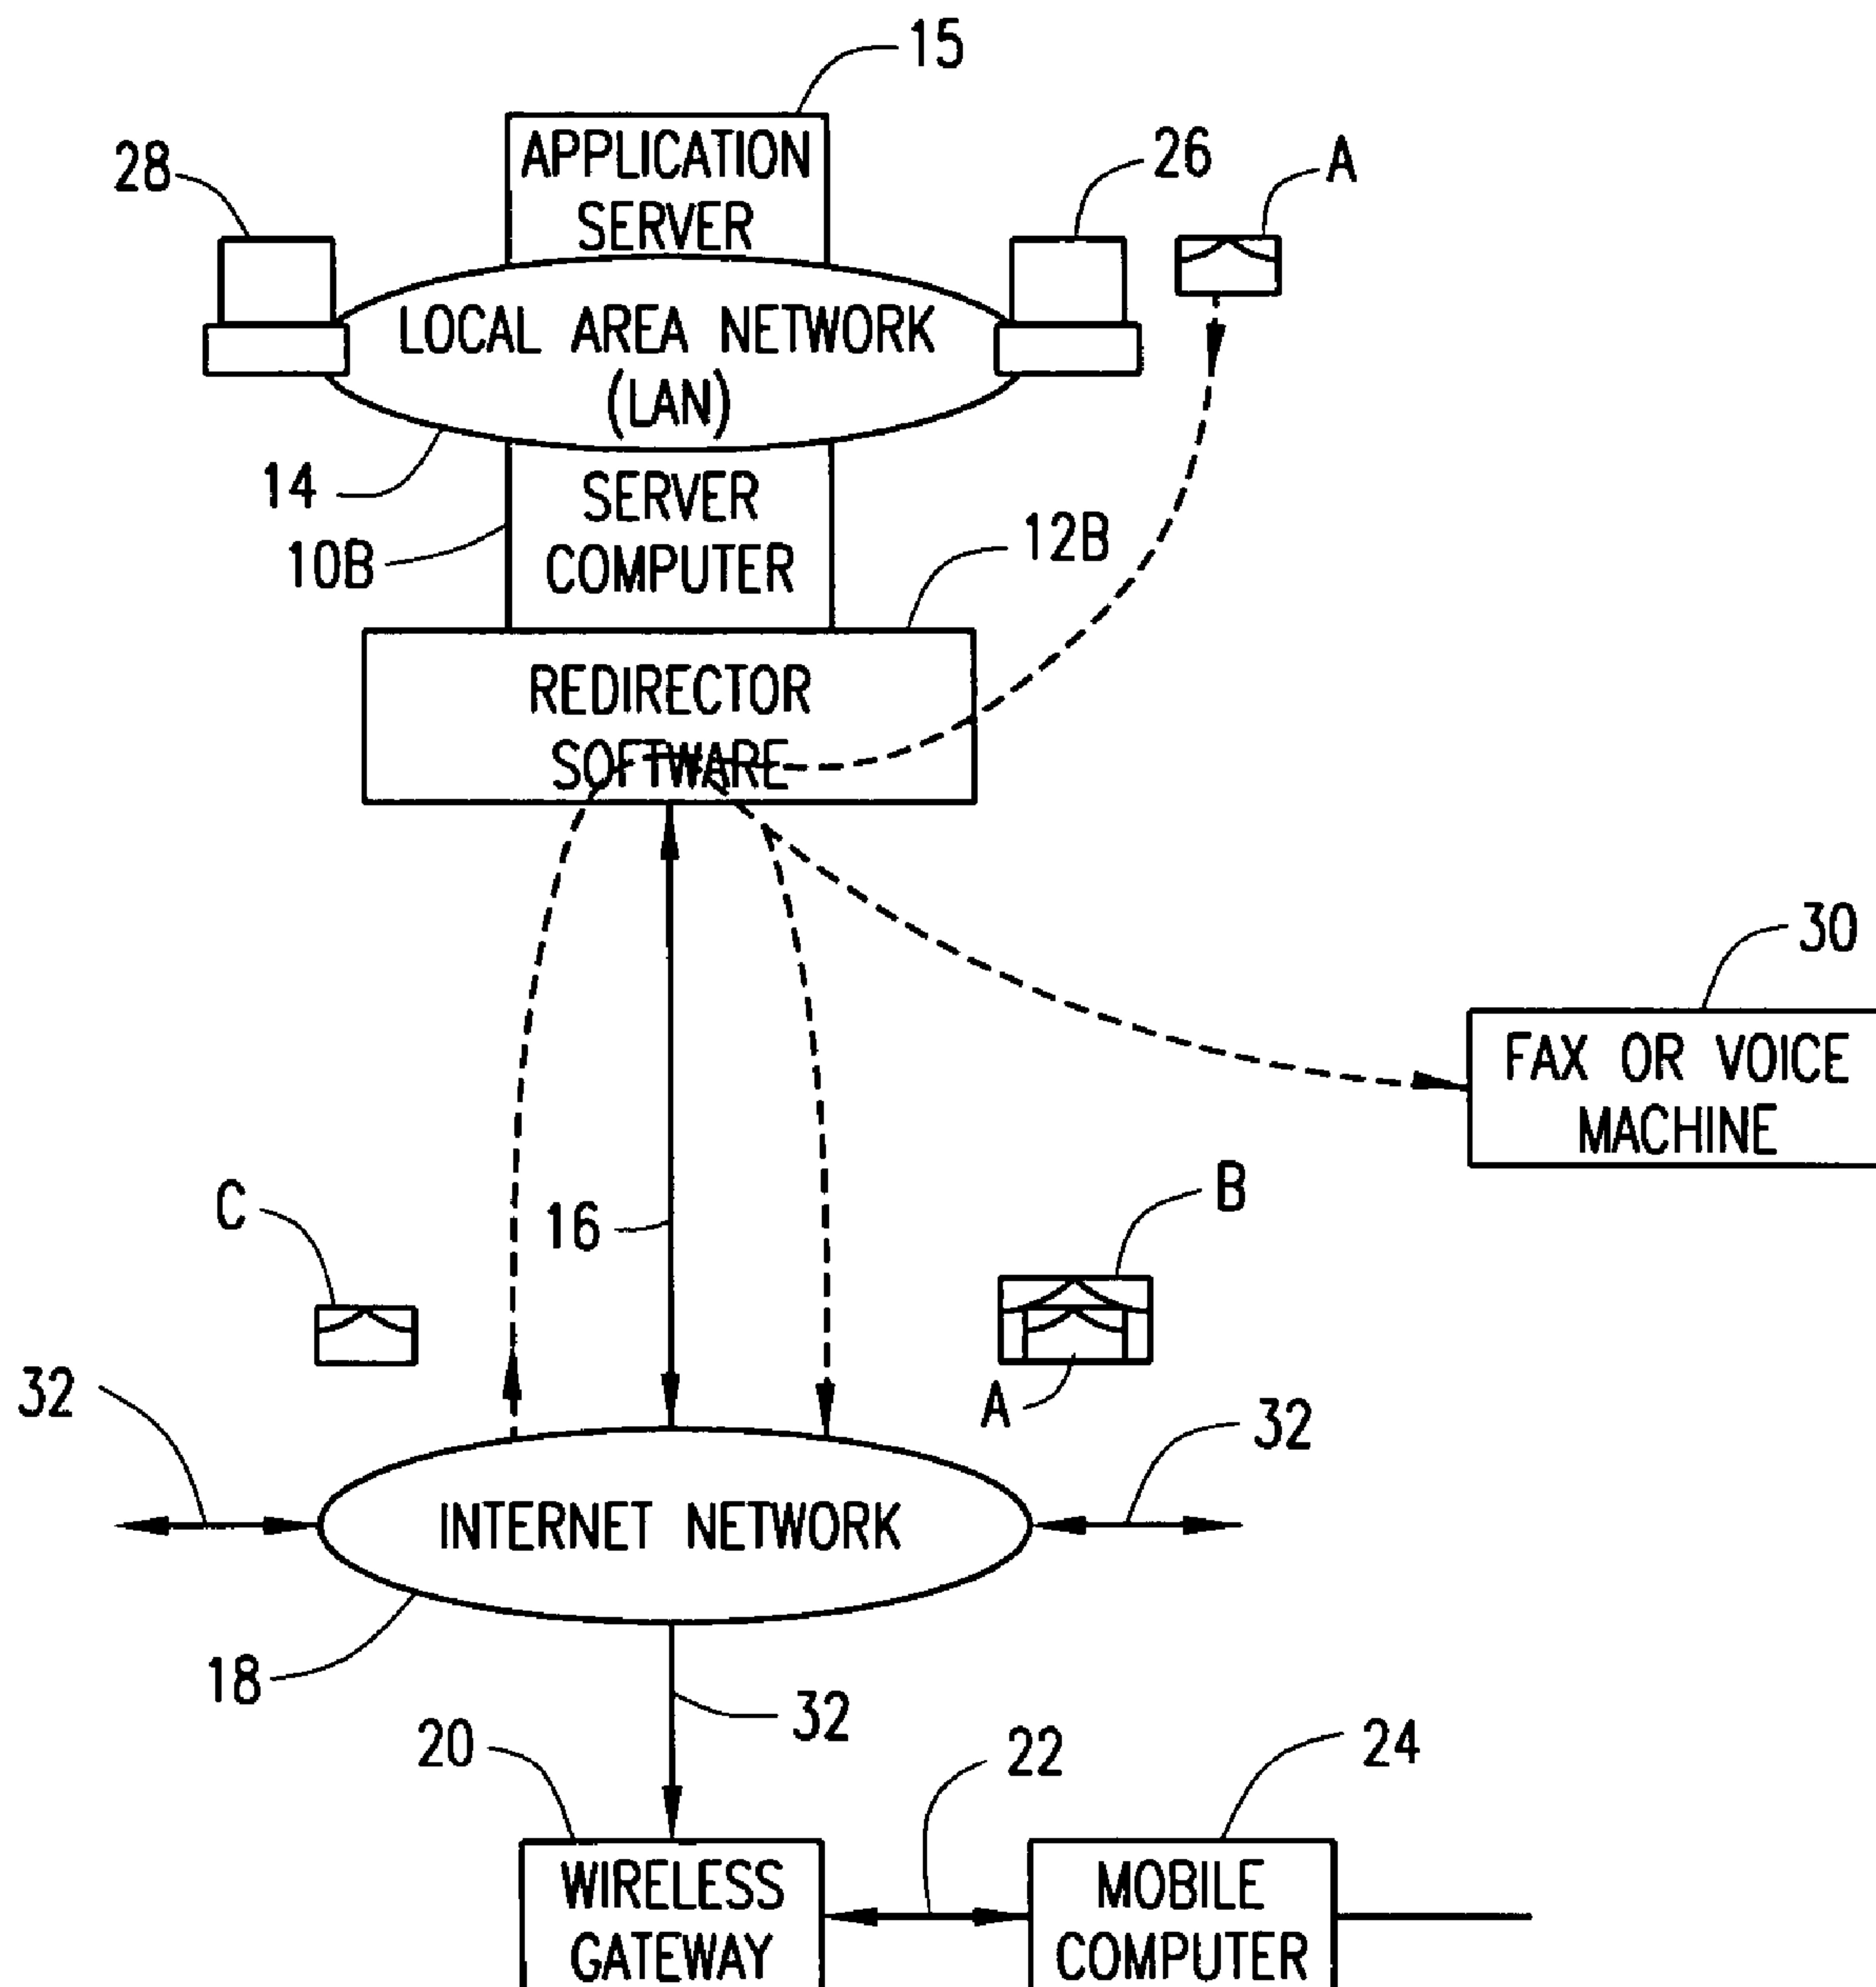 15
28
APPLICATION
SERVER
26
A
LOCAL AREA NETWORK
(LAN)
14
SERVER
COMPUTER
10B
12B
REDIRECTOR
SOFTWARE
30
FAX OR VOICE
MACHINE
C
16
B
A
32
32
INTERNET NETWORK
18
32
20
22
24
WIRELESS
GATEWAY
MOBILE
COMPUTER